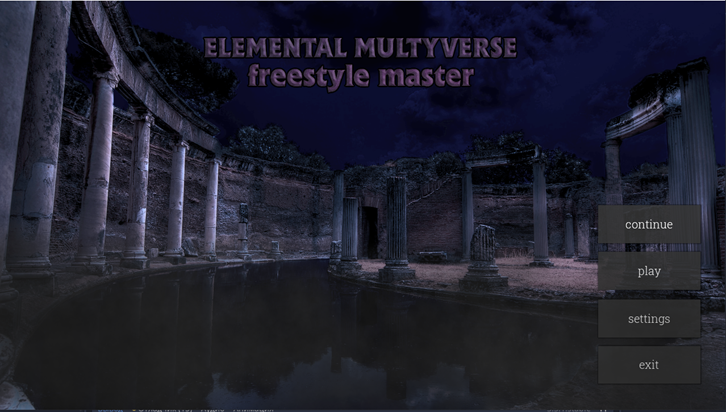 ELEMENTAL MULTYVERSE
freestyle master
continue
play
settings
exit